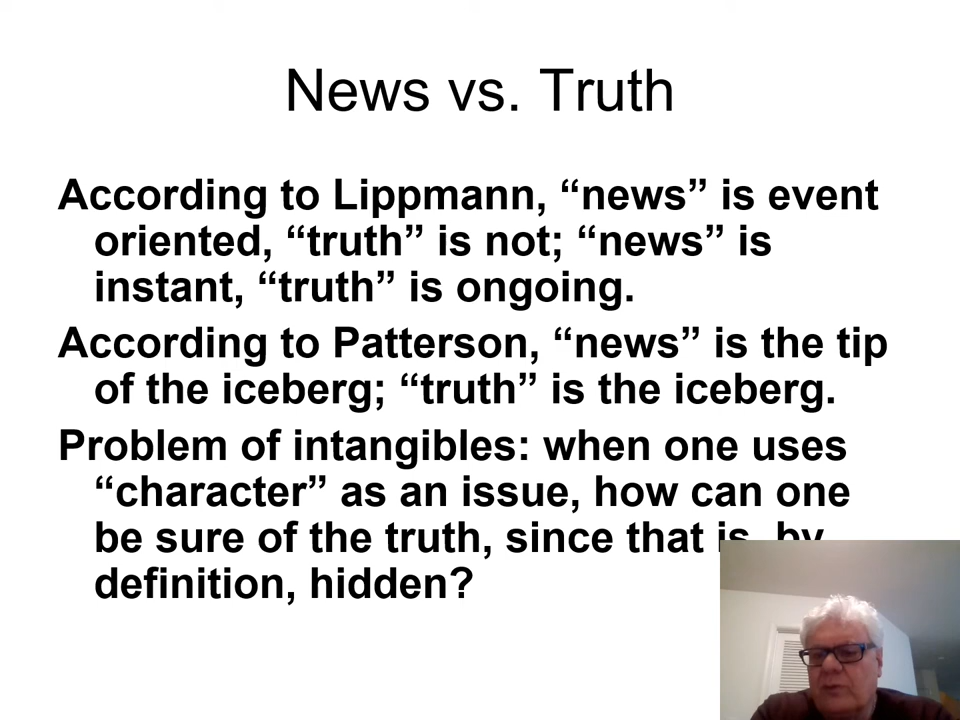 News vs. Truth
According to Lippmann, “news” is event
oriented, “truth” is not; “news” is
instant, “truth” is ongoing.
According to Patterson, “news” is the tip
of the iceberg; “truth” is the iceberg.
Problem of intangibles: when one uses
“character” as an issue, how can one
be sure of the truth, since that is, by
definition, hidden?